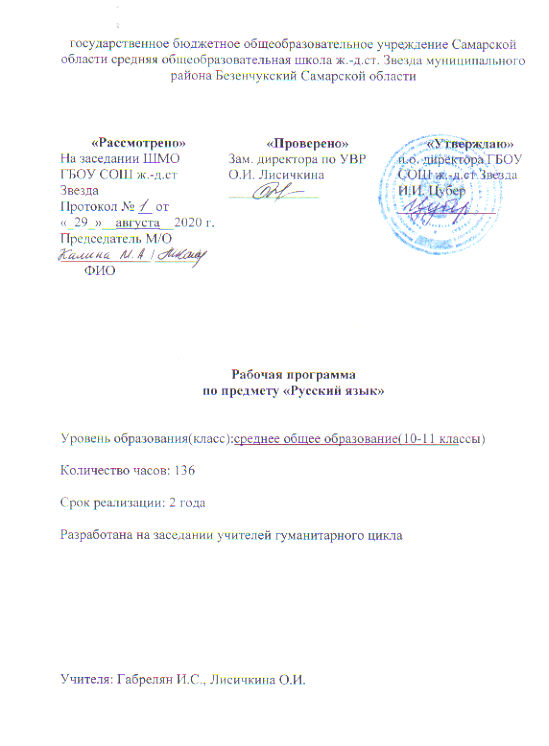 государственное бюджетное общеобразовательное учреждение Самарской
области средняя общеобразовательная школа ж.-д.ст. Звезда муниципального
района Безенчукский Самарской области
«Рассмотрено»
На заседании ШМО
ГБОУ СОШ ж.-д.ст
Звезда
Протокол № 1 от
«_29_»__августа__2020 г.
Председатель М/О
Калина М.А.
ФИО
«Проверено»
Зам. директора по УВР
О.И. Лисичкина
«Утверждаю»
и.о. директора ГБОУ
СОШ ж.-д.ст.Звезда
И.И. Цубер
Рабочая программа
по предмету «Русский язык»
Уровень образования(класс):среднее общее образование(10-11 классы)
Количество часов: 136
Срок реализации: 2 года
Разработана на заседании учителей гуманитарного цикла
Учителя: Габрелян И.С., Лисичкина О.И.